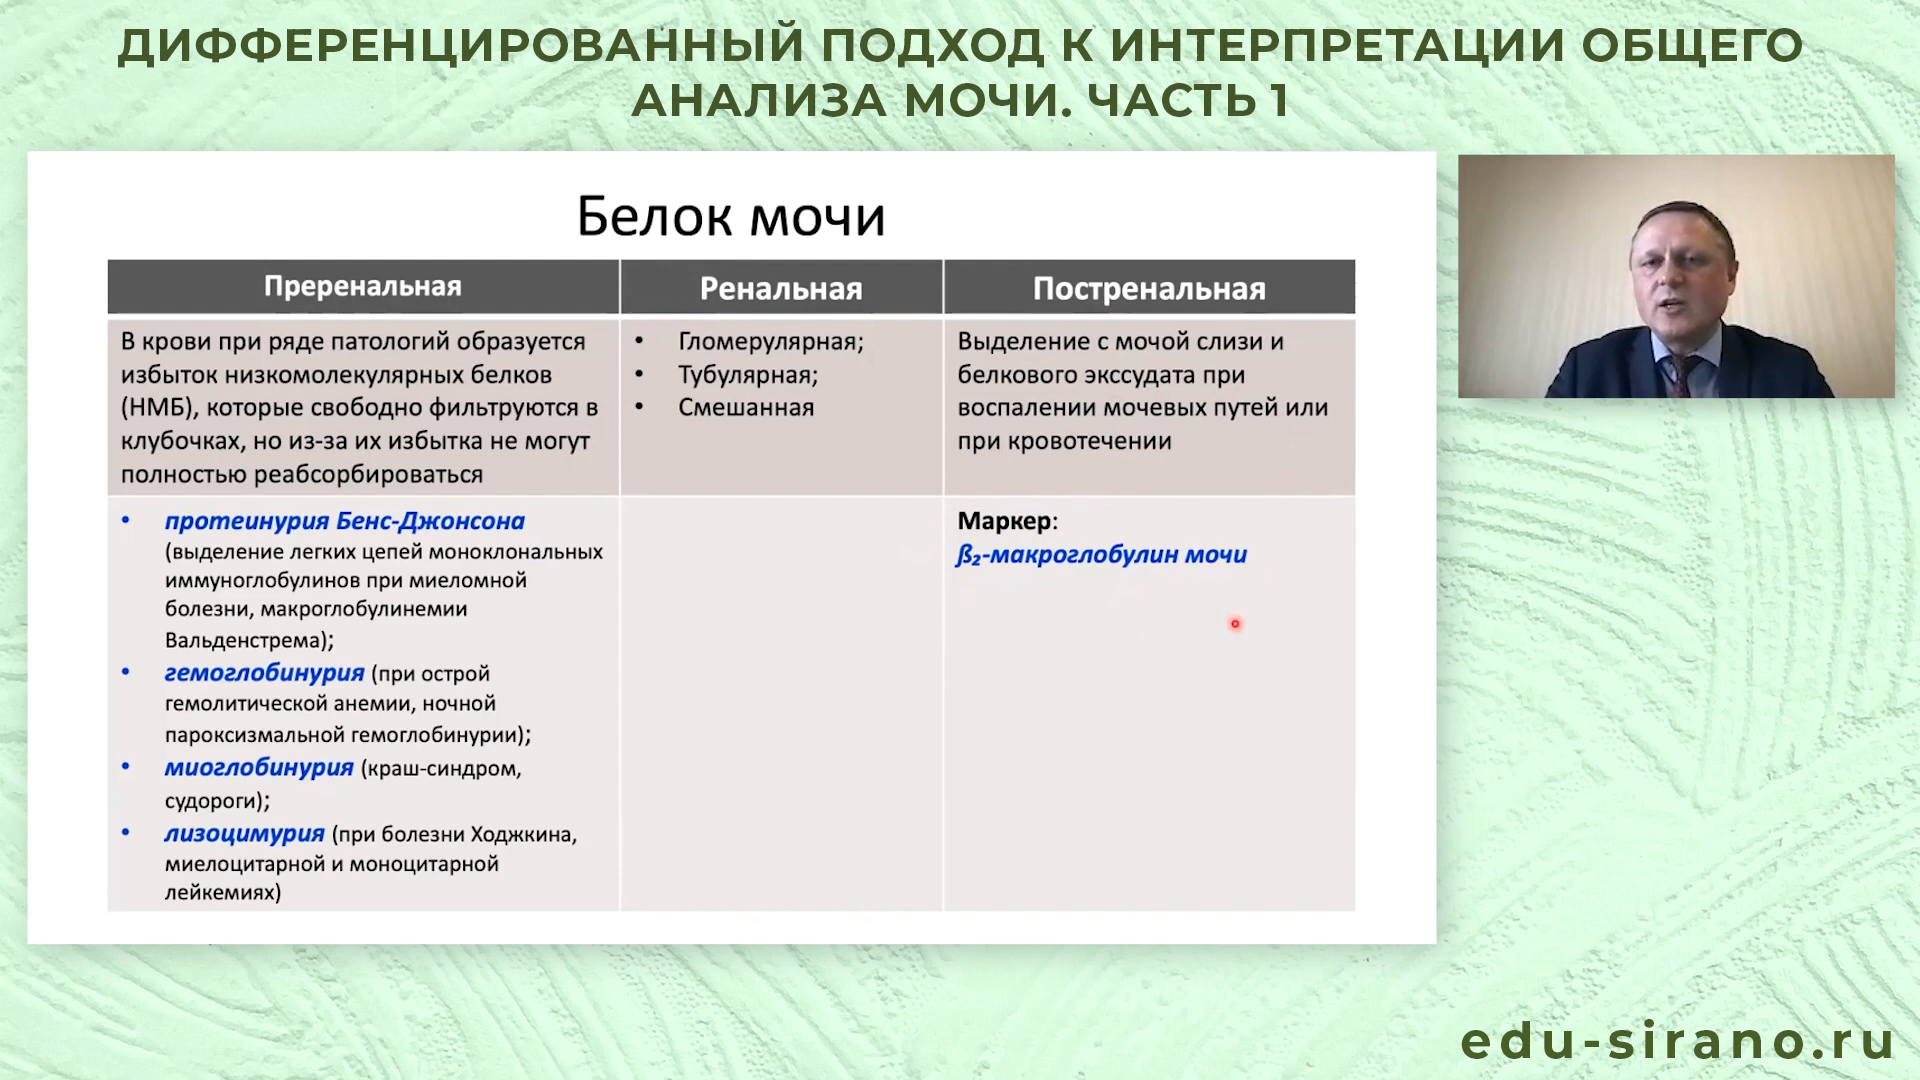 ДИФФЕРЕНЦИРОВАННЫЙ ПОДХОД К ИНТЕРПРЕТАЦИИ ОБЩЕГО
АНАЛИЗА МОЧИ. ЧАСТЬ 1
Белок мочи
Преренальная
Ренальная
Постренальная
В крови при ряде патологий образуется
избыток низкомолекулярных белков
(НМБ), которые свободно фильтруются в
клубочках, но из-за их избытка не могут
полностью реабсорбироваться
• Гломерулярная;
• Тубулярная;
• Смешанная
Выделение с мочой слизи и
белкового экссудата при
воспалении мочевых путей или
при кровотечении
• протеинурия Бенс-Джонсона
(выделение легких цепей моноклональных
иммуноглобулинов при миеломной
болезни, макроглобулинемии
Вальденстрема);
• гемоглобинурия (при острой
гемолитической анемии, ночной
пароксизмальной гемоглобинурии);
• миоглобинурия (краш-синдром,
судороги);
• лизоцимурия (при болезни Ходжкина,
миелоцитарной и моноцитарной
лейкемиях)
Маркер:
ß₂-макроглобулин мочи
edu-sirano.ru